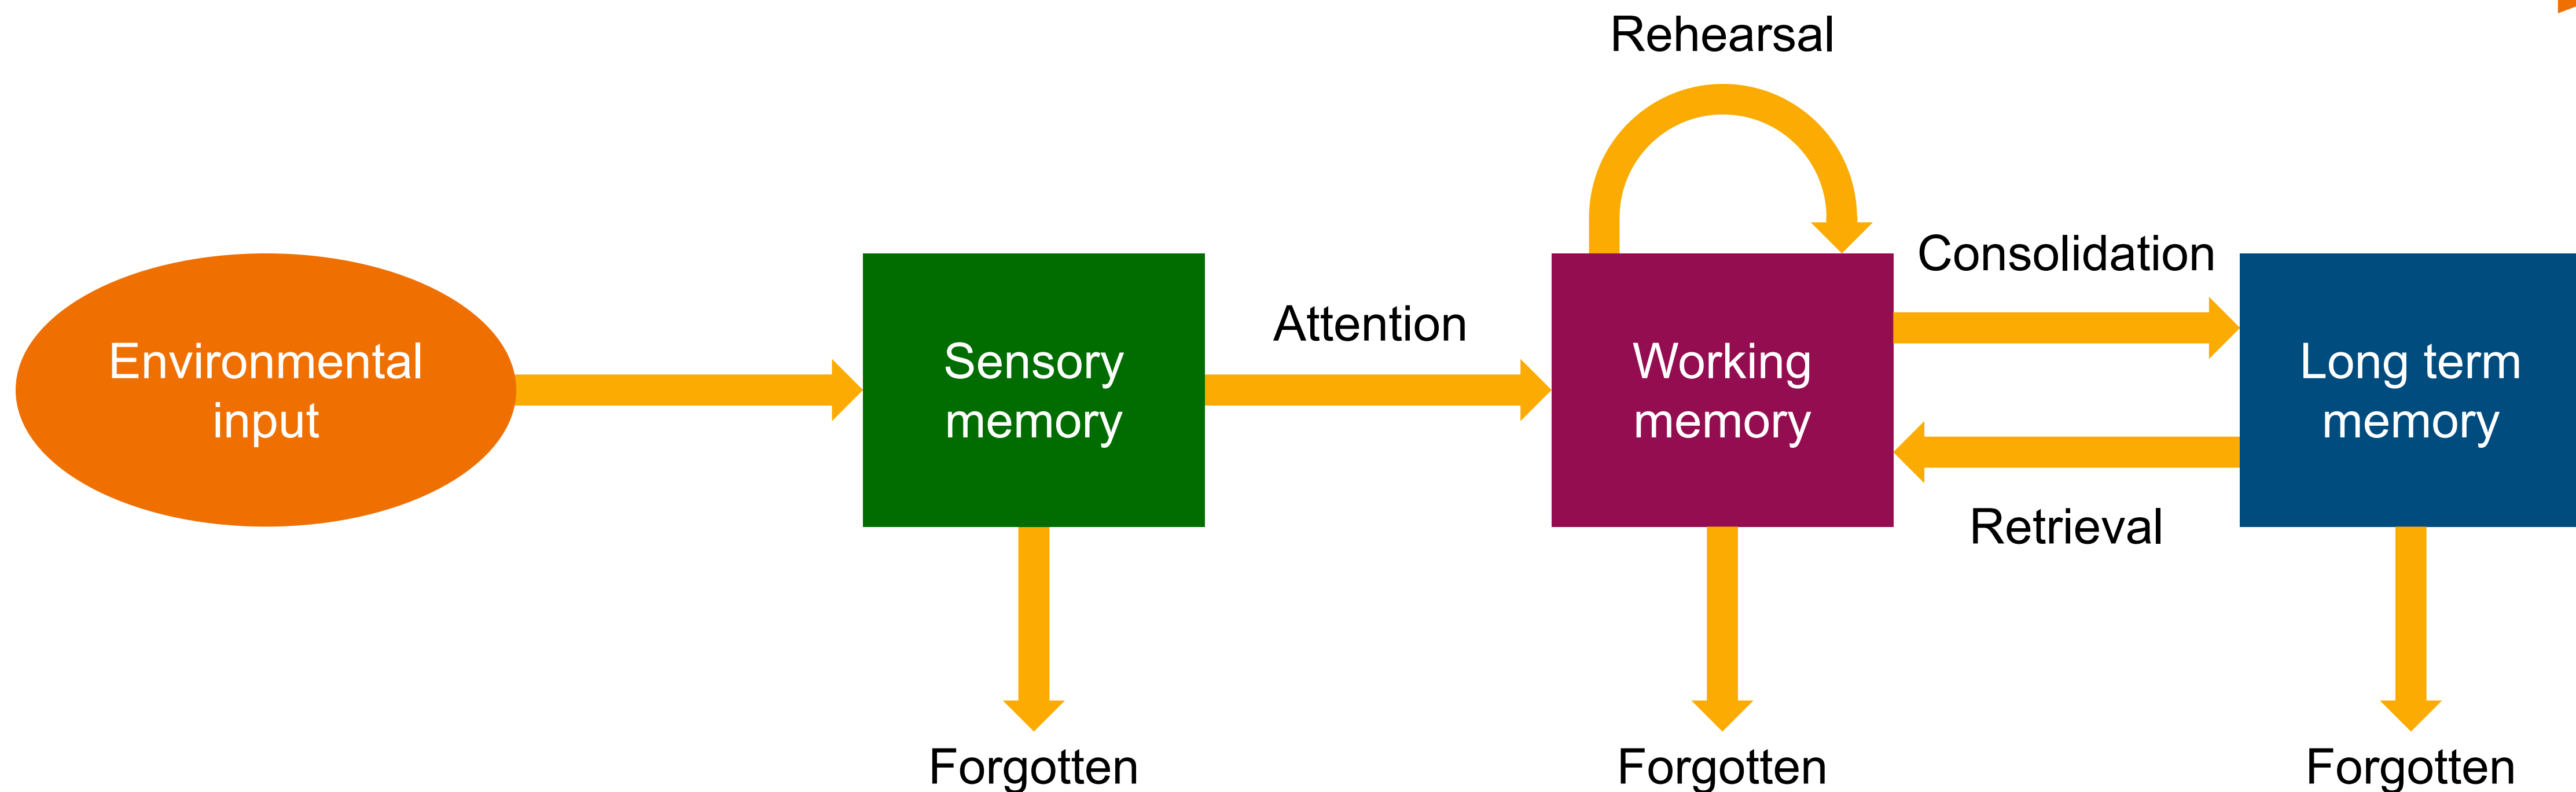 Rehearsal
Consolidation
Attention
Environmental
input
Sensory
memory
Working
memory
Long term
memory
Retrieval
Forgotten
Forgotten
Forgotten